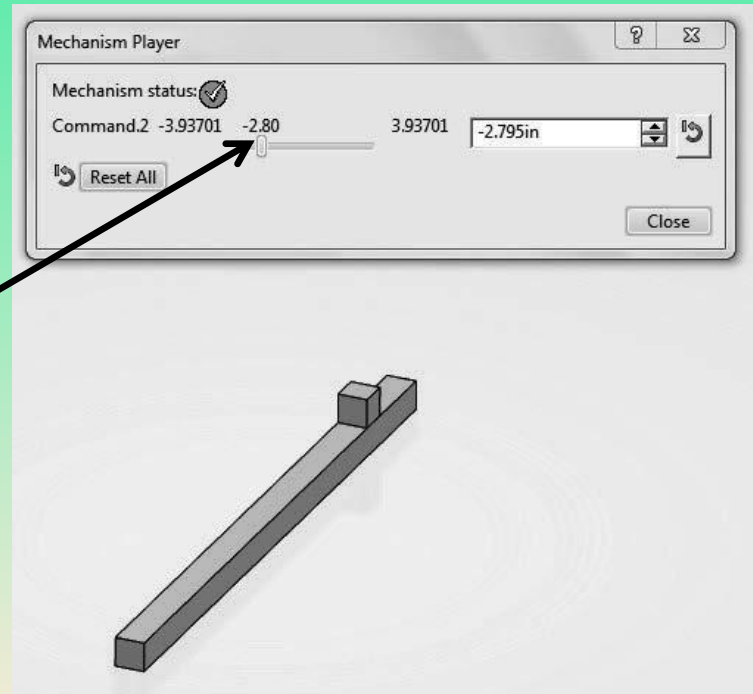 Mechanism Player
Mechanism status:
Command.2 -3.93701 -2.80 3.93701 -2.795in
Reset All
Close